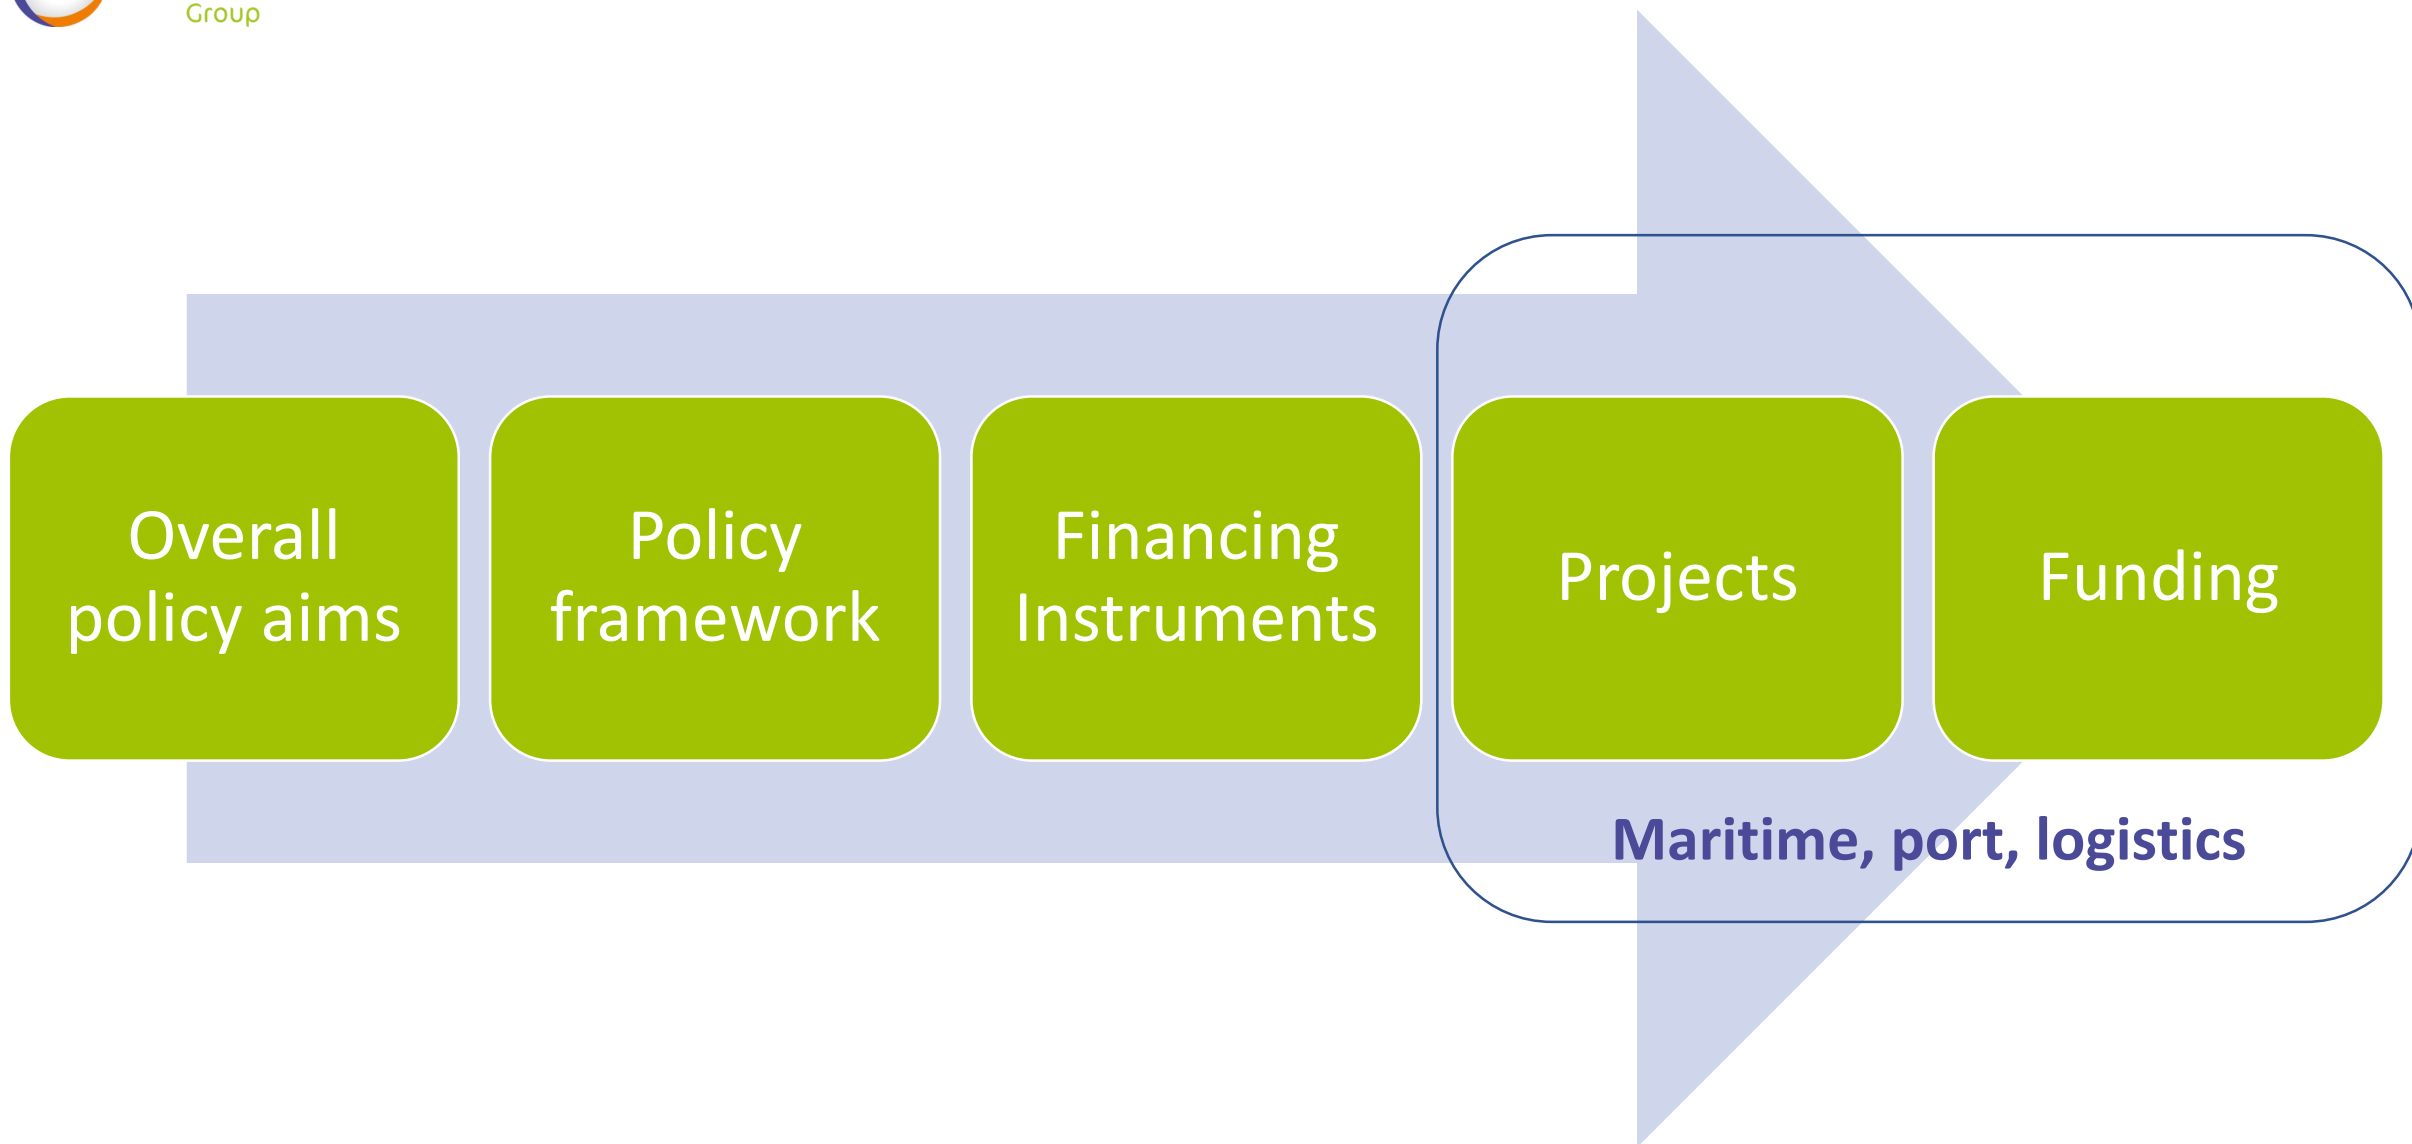 Group
Overall
policy aims
Policy
framework
Financing
Instruments
Projects
Funding
Maritime, port, logistics